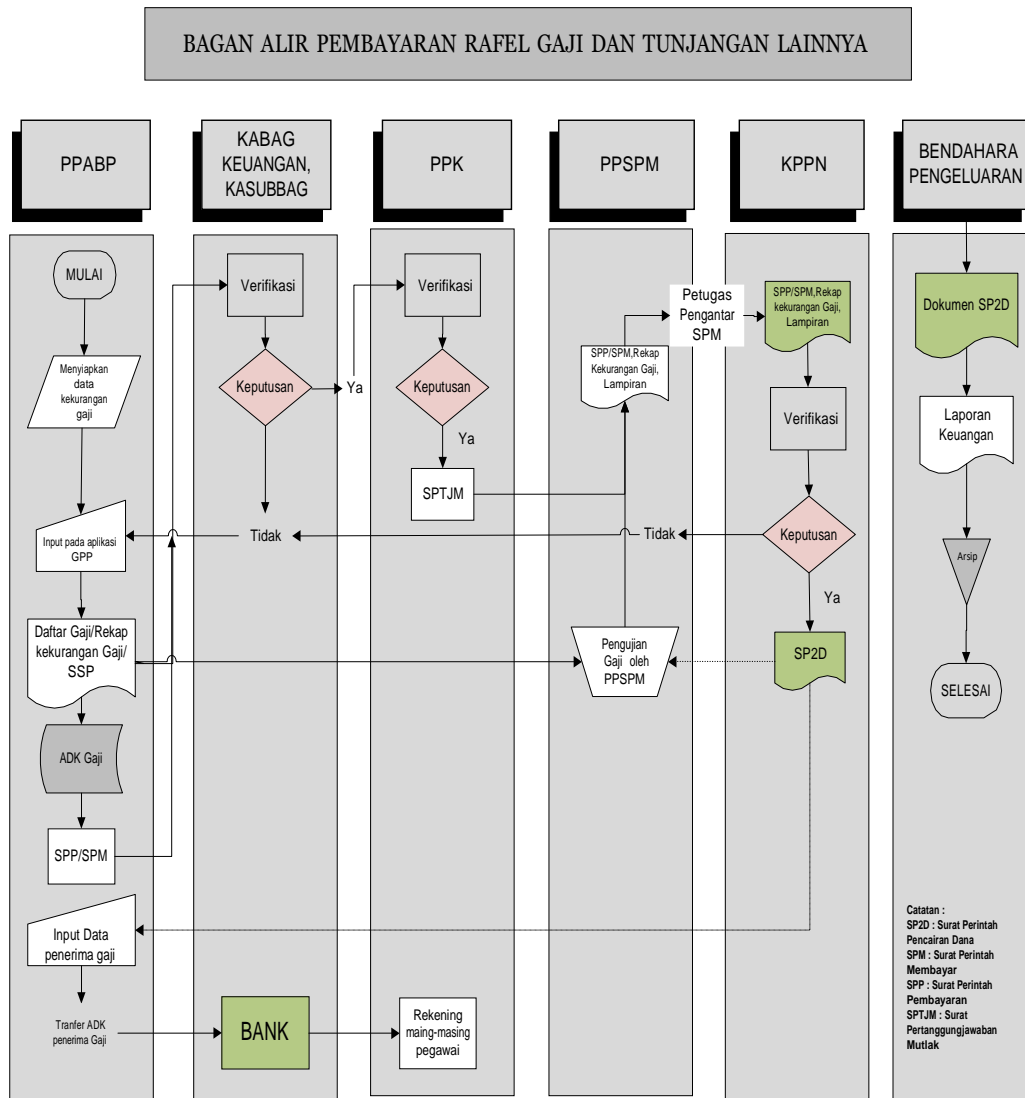 BAGAN ALIR PEMBAYARAN RAFEL GAJI DAN TUNJANGAN LAINNYA
PPABP
KABAG
KEUANGAN,
KASUBBAG
PPK
PPSPM
KPPN
BENDAHARA
PENGELUARAN
MULAI
Menyiapkan
data
kekurangan
gaji
Input pada aplikasi
GPP
Daftar Gaji/Rekap
kekurangan Gaji/
SSP
ADK Gaji
SPP/SPM
Input Data
penerima gaji
Tranfer ADK
penerima Gaji
Verifikasi
Keputusan
Ya
Tidak
BANK
Verifikasi
Keputusan
Ya
SPTJM
Rekening
maing-masing
pegawai
SPP/SPM,Rekap
Kekurangan Gaji,
Lampiran
Petugas
Pengantar
SPM
Tidak
Pengujian
Gaji oleh
PPSPM
SPP/SPM,Rekap
kekurangan Gaji,
Lampiran
Verifikasi
Keputusan
Ya
SP2D
Dokumen SP2D
Laporan
Keuangan
Arsip
SELESAI
Catatan :
SP2D : Surat Perintah
Pencairan Dana
SPM : Surat Perintah
Membayar
SPP : Surat Perintah
Pembayaran
SPTJM : Surat
Pertanggungjawaban
Mutlak